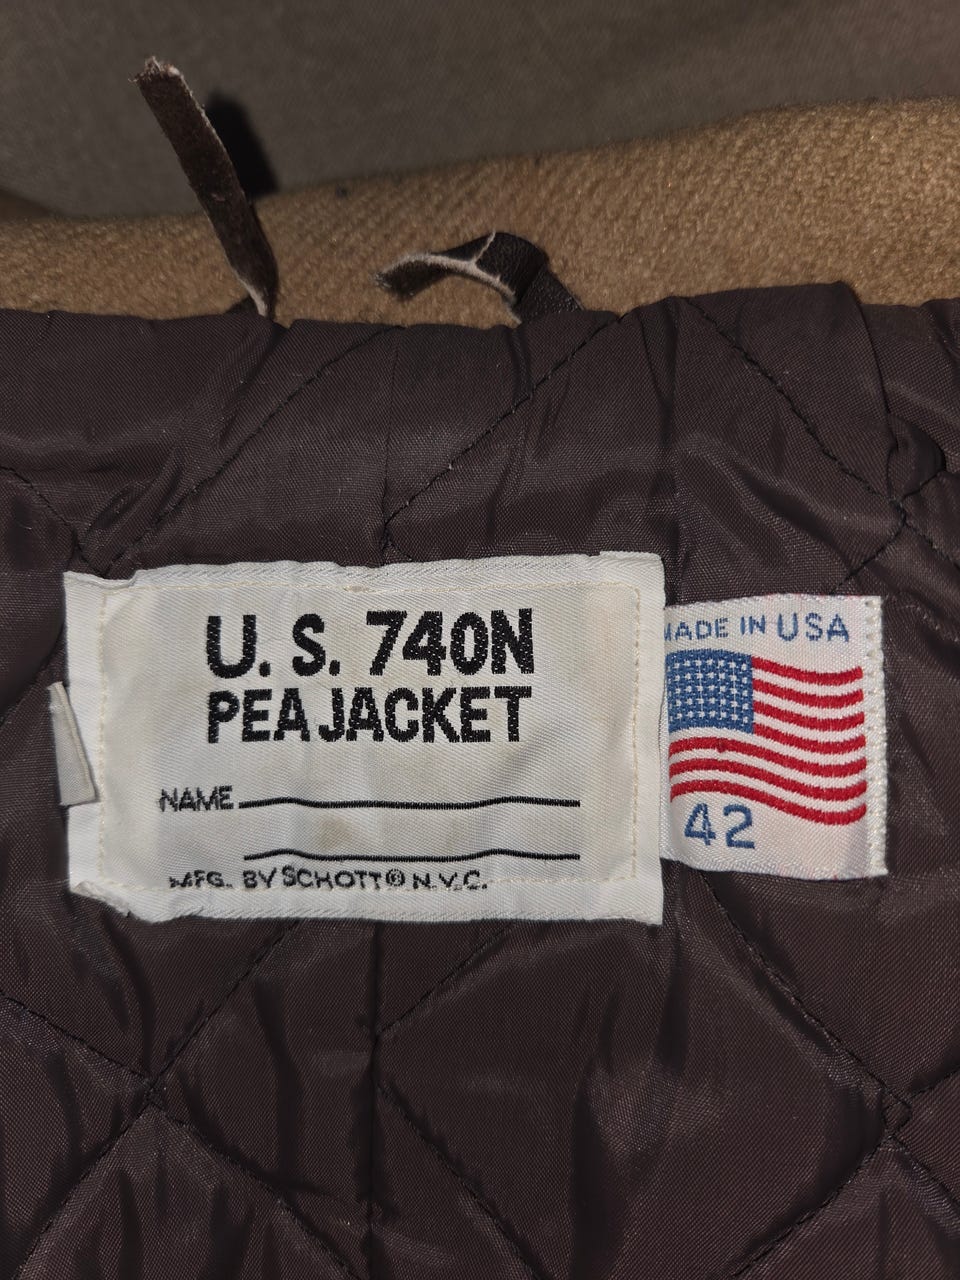 U. S. 740N
PEA JACKET
NAME
MFG. BY SCHOTT® N.Y.C.
MADE IN USA
42